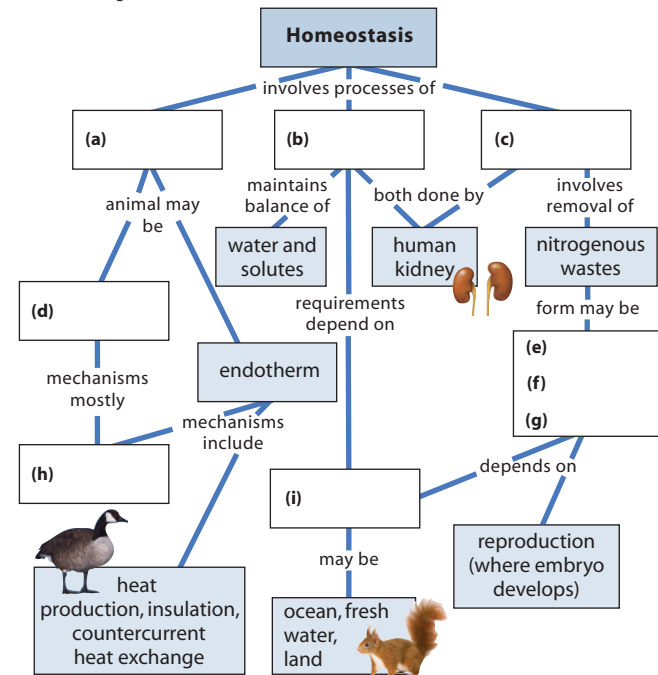 Homeostasis
involves processes of
(a)
(b)
(c)
animal may
be
maintains
balance of
both done by
involves
removal of
water and
solutes
human
kidney
nitrogenous
wastes
(d)
requirements
depend on
form may be
(e)
(f)
(g)
endotherm
mechanisms
mostly
mechanisms
include
(h)
depends on
(i)
may be
reproduction
(where embryo
develops)
heat
production, insulation,
countercurrent
heat exchange
ocean, fresh
water,
land